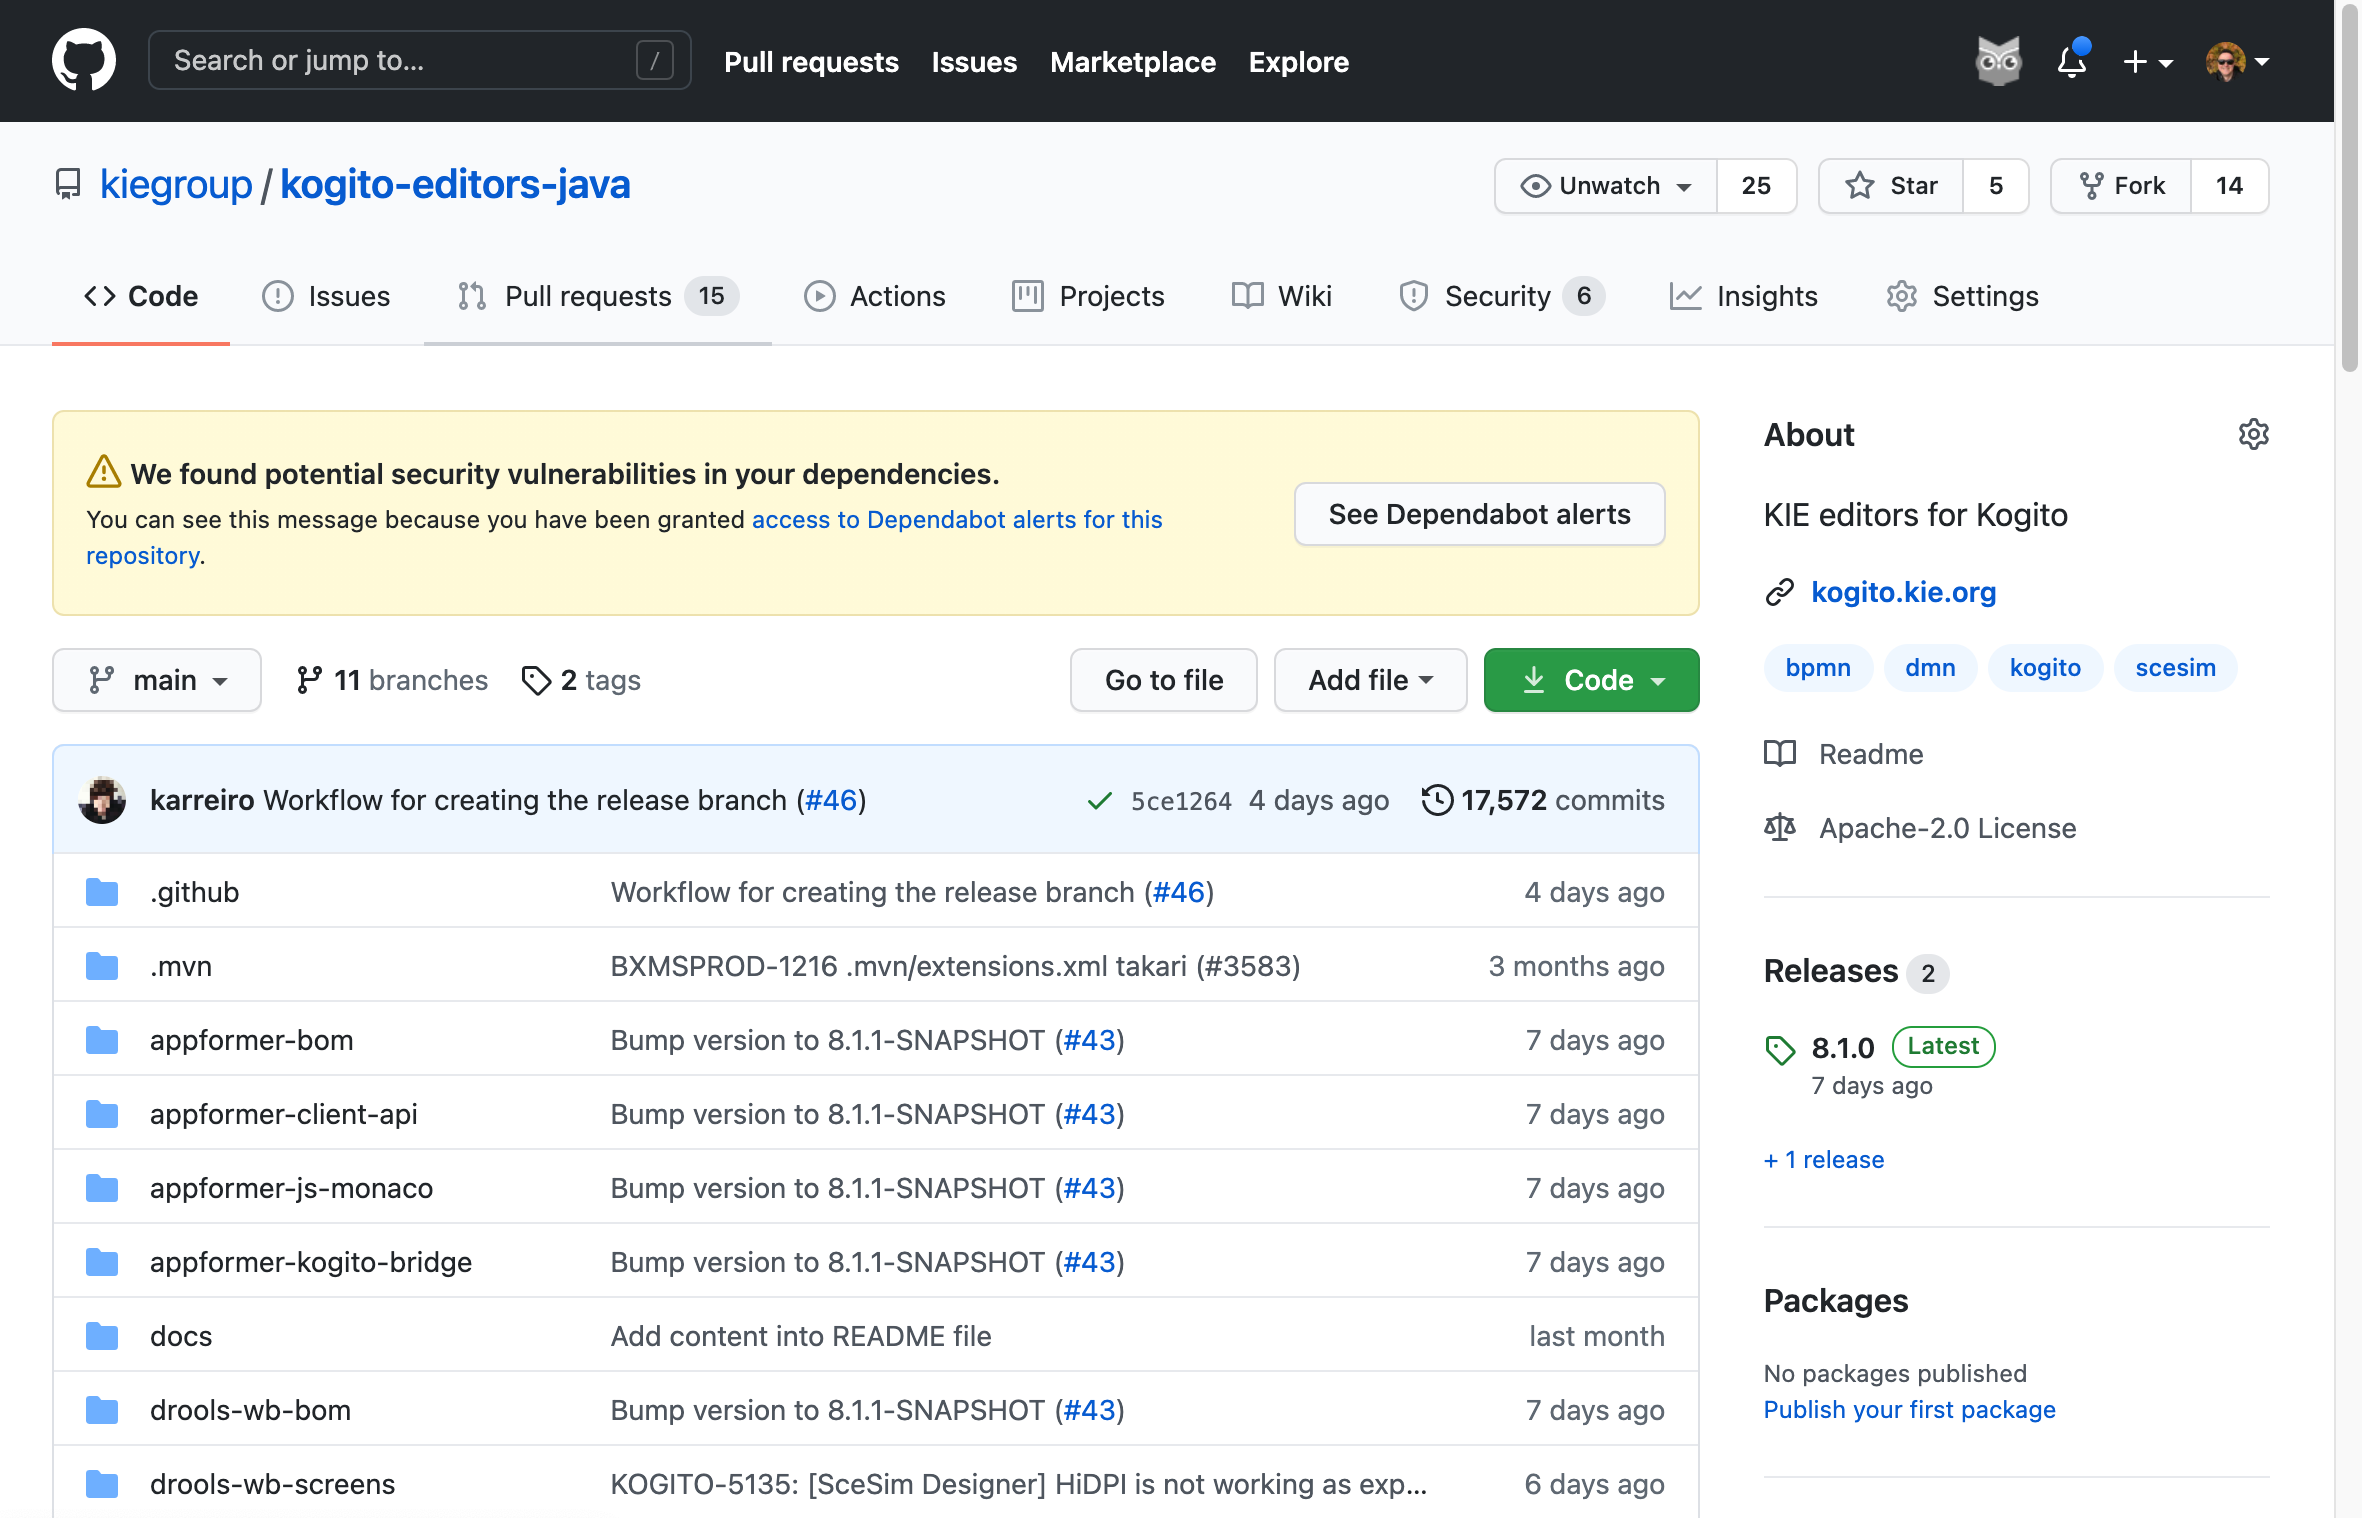 Search or jump to... /
Pull requests Issues Marketplace Explore
kiegroup / kogito-editors-java
Unwatch 25
Star 5
Fork 14
Code
Issues
Pull requests 15
Actions
Projects
Wiki
Security 6
Insights
Settings
We found potential security vulnerabilities in your dependencies.
You can see this message because you have been granted access to Dependabot alerts for this
repository.
See Dependabot alerts
main
11 branches
2 tags
Go to file
Add file
Code
karreiro Workflow for creating the release branch (#46)
5ce1264 4 days ago
17,572 commits
.github Workflow for creating the release branch (#46) 4 days ago
.mvn BXMSPROD-1216 .mvn/extensions.xml takari (#3583) 3 months ago
appformer-bom Bump version to 8.1.1-SNAPSHOT (#43) 7 days ago
appformer-client-api Bump version to 8.1.1-SNAPSHOT (#43) 7 days ago
appformer-js-monaco Bump version to 8.1.1-SNAPSHOT (#43) 7 days ago
appformer-kogito-bridge Bump version to 8.1.1-SNAPSHOT (#43) 7 days ago
docs Add content into README file last month
drools-wb-bom Bump version to 8.1.1-SNAPSHOT (#43) 7 days ago
drools-wb-screens KOGITO-5135: [SceSim Designer] HiDPI is not working as exp... 6 days ago
About
KIE editors for Kogito
kogito.kie.org
bpmn dmn kogito scesim
Readme
Apache-2.0 License
Releases 2
8.1.0 Latest
7 days ago
+ 1 release
Packages
No packages published
Publish your first package